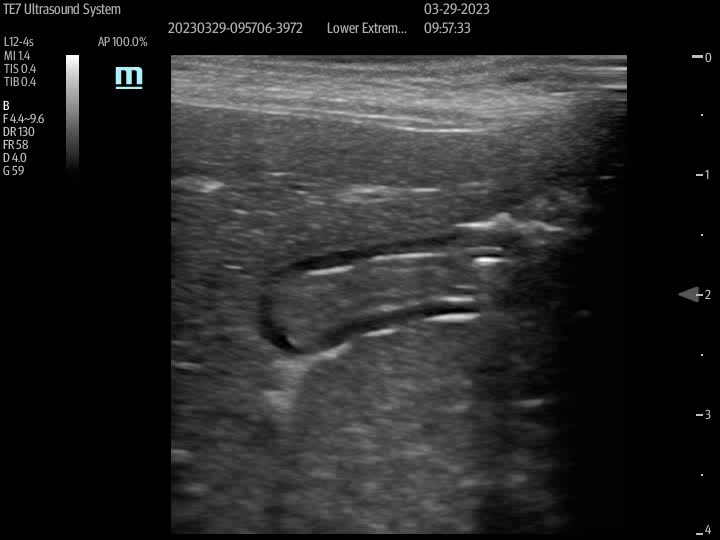 TE7 Ultrasound System
03-29-2023
20230329-095706-3972
Lower Extrem...
09:57:33
L12-4s
AP 100.0%
MI 1.4
TIS 0.4
TIB 0.4
m
B
F 4.4~9.6
DR 130
FR 58
D 4.0
G 59
0
1
2
3
4